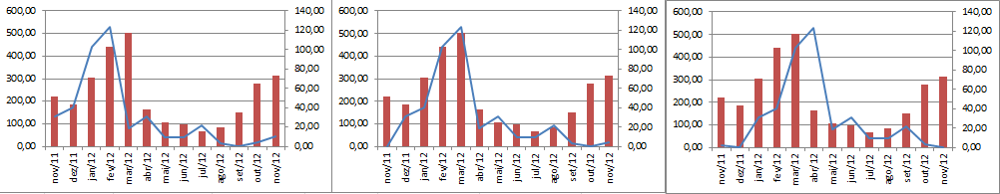 600,00
500,00
400,00
300,00
200,00
100,00
0,00
140,00
120,00
100,00
80,00
60,00
40,00
20,00
0,00
nov/11
dez/11
jan/12
fev/12
mar/12
abr/12
mai/12
jun/12
jul/12
ago/12
set/12
out/12
nov/12
600,00
500,00
400,00
300,00
200,00
100,00
0,00
140,00
120,00
100,00
80,00
60,00
40,00
20,00
0,00
nov/11
dez/11
jan/12
fev/12
mar/12
abr/12
mai/12
jun/12
jul/12
ago/12
set/12
out/12
nov/12
600,00
500,00
400,00
300,00
200,00
100,00
0,00
140,00
120,00
100,00
80,00
60,00
40,00
20,00
0,00
nov/11
dez/11
jan/12
fev/12
mar/12
abr/12
mai/12
jun/12
jul/12
ago/12
set/12
out/12
nov/12